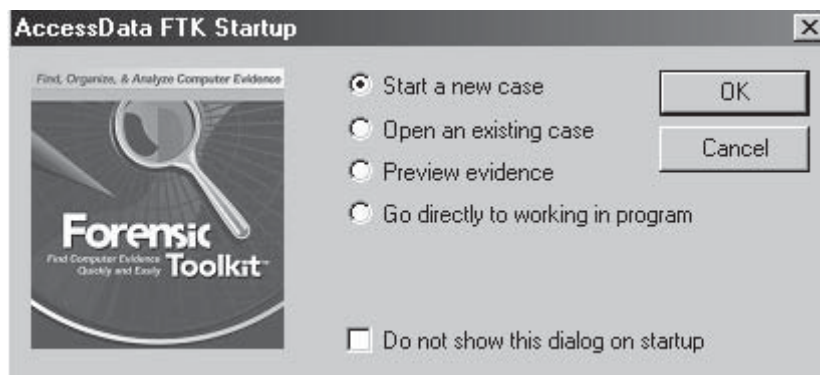 AccessData FTK Startup
Find, Organize, & Analyze Computer Evidence
Forensic
Find Computer Evidence
Quickly and Easily
Toolkit™
Start a new case
Open an existing case
Preview evidence
Go directly to working in program
Do not show this dialog on startup
OK
Cancel